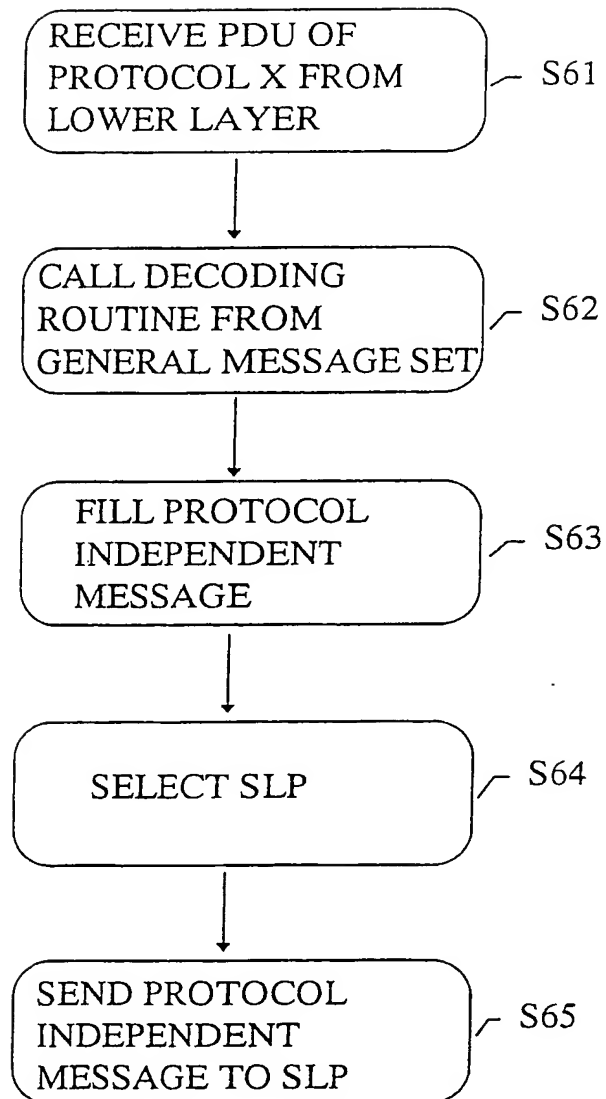 RECEIVE PDU OF
PROTOCOL X FROM
LOWER LAYER
S61
CALL DECODING
ROUTINE FROM
GENERAL MESSAGE SET
S62
FILL PROTOCOL
INDEPENDENT
MESSAGE
S63
SELECT SLP
S64
SEND PROTOCOL
INDEPENDENT
MESSAGE TO SLP
S65